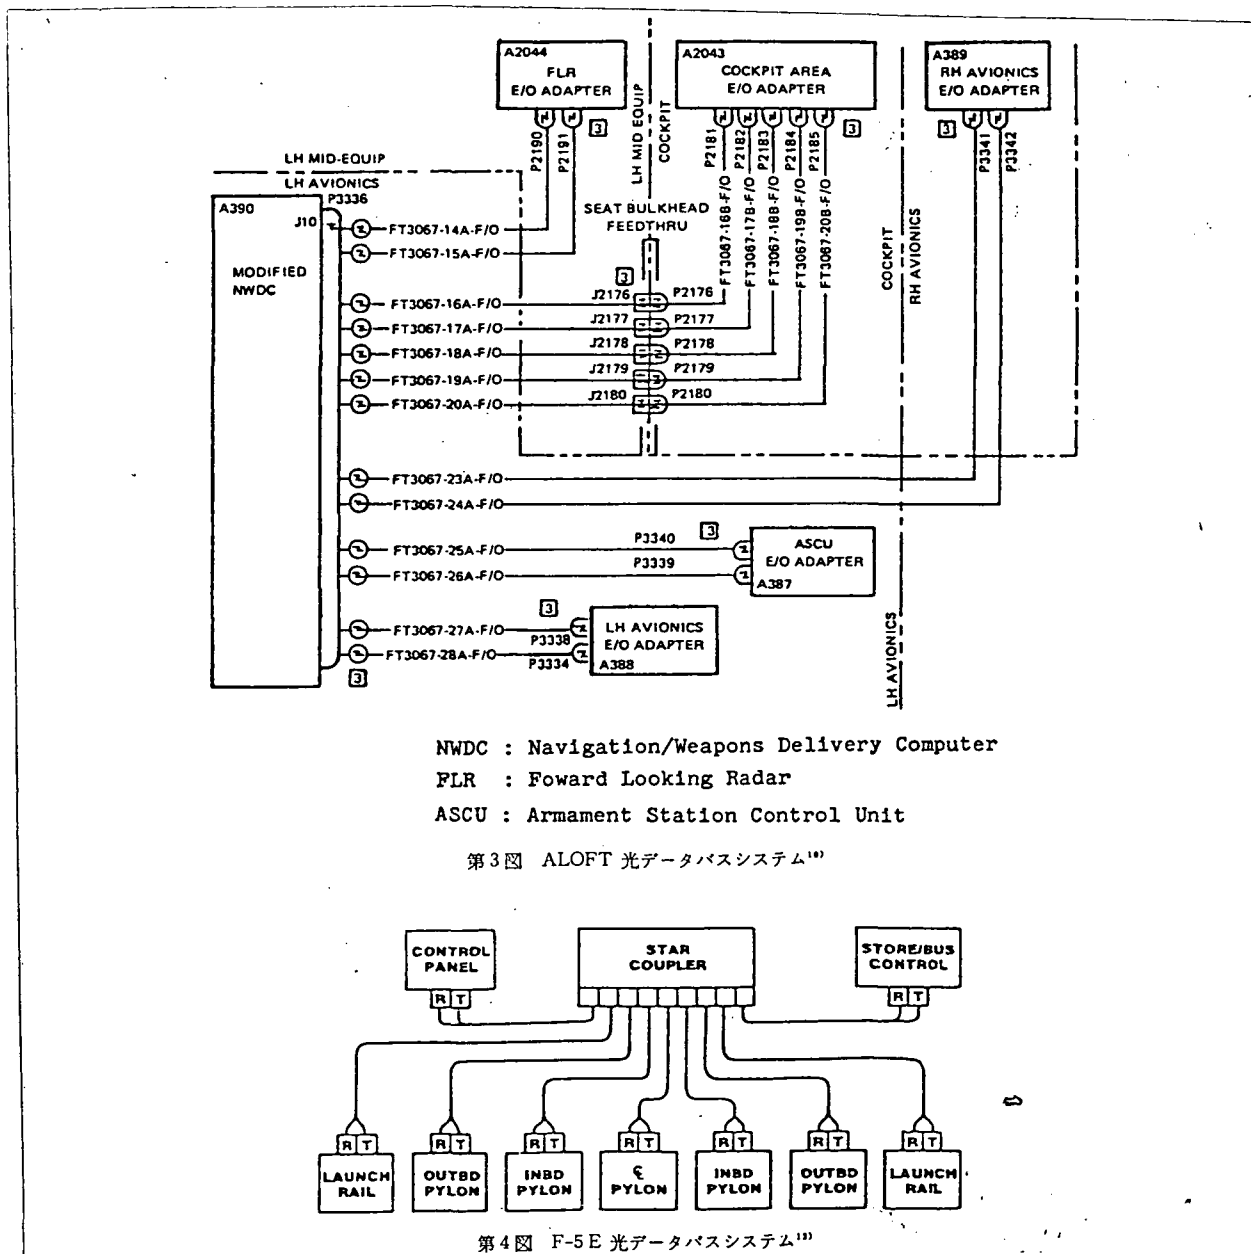 A2044
FLR
E/O ADAPTER
3
P2190
P2191
LH MID EQUIP
COCKPIT
A2043
COCKPIT AREA
E/O ADAPTER
3
P2181
P2182
P2183
P2184
P2185
FT3067-16B-F/O
FT3067-17B-F/O
FT3067-18B-F/O
FT3067-19B-F/O
FT3067-20B-F/O
A389
RH AVIONICS
E/O ADAPTER
3
P3341
P3342
COCKPIT
RH AVIONICS
LH MID-EQUIP
LH AVIONICS
P3336
A390
J10
MODIFIED
NWDC
SEAT BULKHEAD
FEEDTHRU
3
FT3067-14A-F/O
FT3067-15A-F/O
FT3067-16A-F/O J2176 P2176
FT3067-17A-F/O J2177 P2177
FT3067-18A-F/O J2178 P2178
FT3067-19A-F/O J2179 P2179
FT3067-20A-F/O J2180 P2180
FT3067-23A-F/O
FT3067-24A-F/O
FT3067-25A-F/O P3340
FT3067-26A-F/O P3339
3
ASCU
E/O ADAPTER
A387
FT3067-27A-F/O P3338
FT3067-28A-F/O P3334
3
3
LH AVIONICS
E/O ADAPTER
A388
LH AVIONICS
NWDC : Navigation/Weapons Delivery Computer
FLR : Foward Looking Radar
ASCU : Armament Station Control Unit
第3図 ALOFT 光データバスシステム
CONTROL
PANEL
R T
STAR
COUPLER
STORE/BUS
CONTROL
R T
R T
LAUNCH
RAIL
R T
OUTBD
PYLON
R T
INBD
PYLON
R T
℄
PYLON
R T
INBD
PYLON
R T
OUTBD
PYLON
R T
LAUNCH
RAIL
第4図 F-5E 光データバスシステム